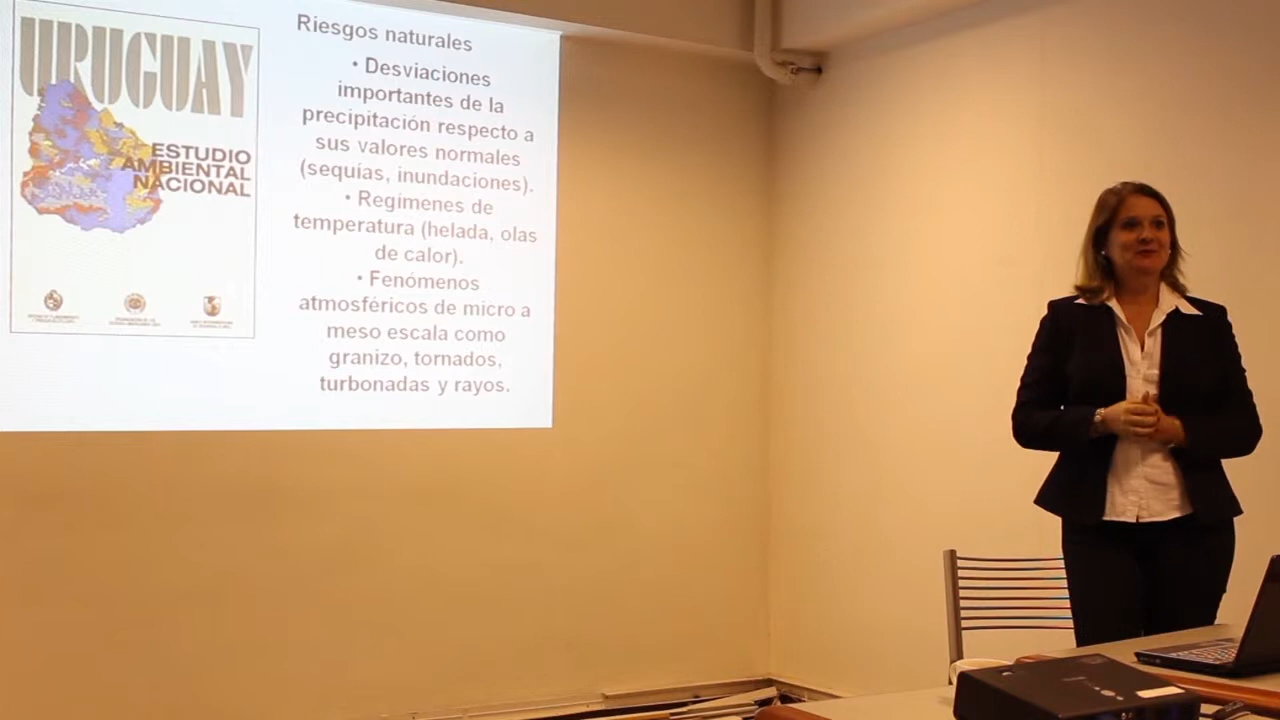 URUGUAY
ESTUDIO
AMBIENTAL
NACIONAL
Riesgos naturales
• Desviaciones
importantes de la
precipitación respecto a
sus valores normales
(sequías, inundaciones).
• Regímenes de
temperatura (helada, olas
de calor).
• Fenómenos
atmosféricos de micro a
meso escala como
granizo, tornados,
turbonadas y rayos.